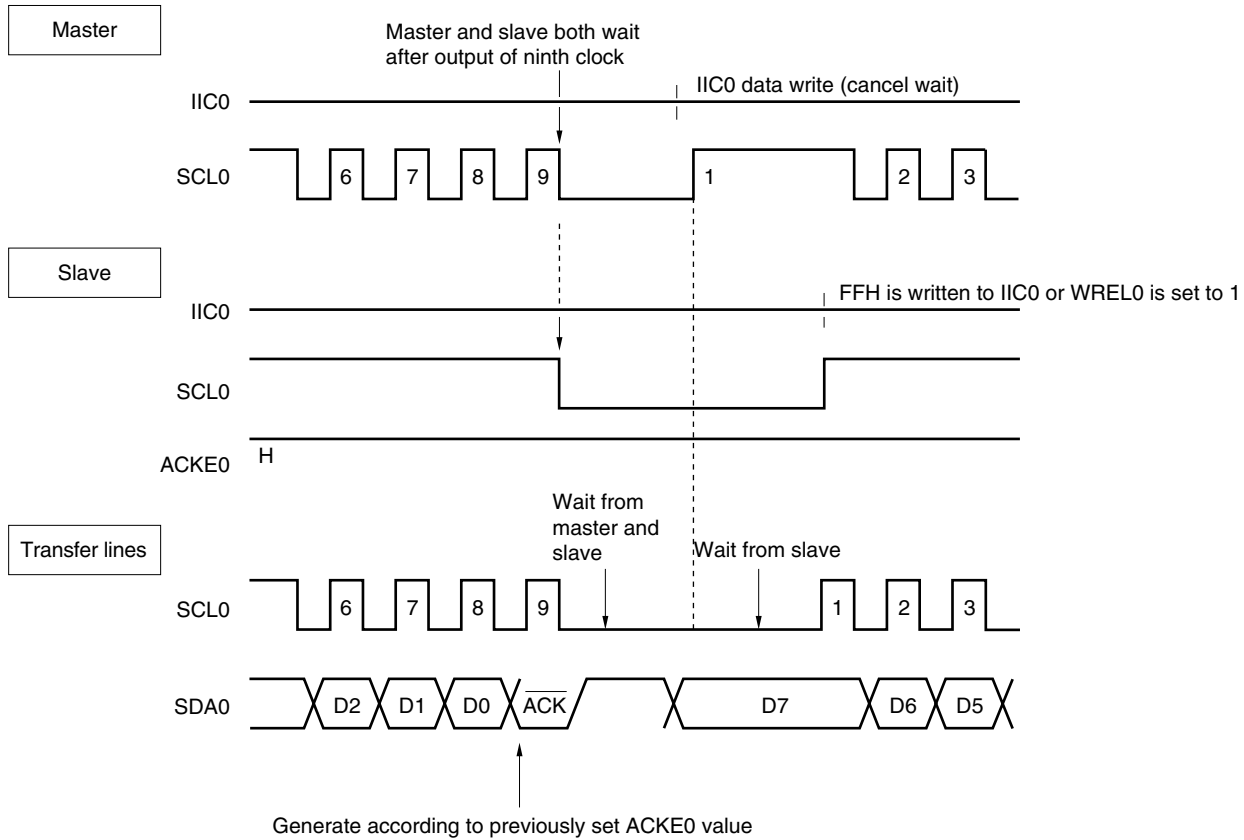 Master
Master and slave both wait
after output of ninth clock
IIC0 data write (cancel wait)
IIC0
SCL0 6 7 8 9 1 2 3
Slave
FFH is written to IIC0 or WREL0 is set to 1
IIC0
SCL0
H
ACKE0
Wait from
master and
slave
Wait from slave
Transfer lines
SCL0 6 7 8 9 1 2 3
SDA0 D2 D1 D0 ACK D7 D6 D5
Generate according to previously set ACKE0 value